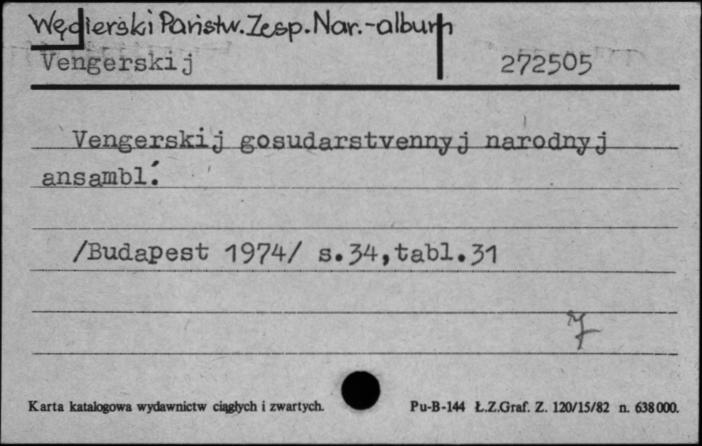 Węgierski Państw. Zesp. Nar.-album
Vengerskij 272505
Vengerskij gosudarstvennyj narodnyj
ansambl.
/Budapest 1974/ s.34,tabl.31
Karta katalogowa wydawnictw ciągłych i zwartych. Pu-B-144 Ł.Z.Graf. Z. 120/15/82 n. 638000.